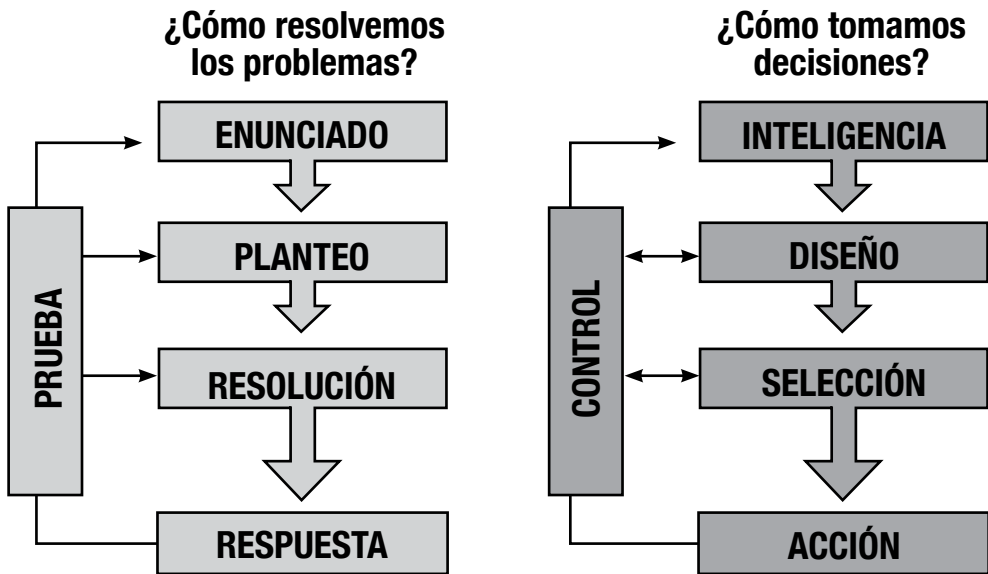 ¿Cómo resolvemos
los problemas?
ENUNCIADO
PLANTEO
RESOLUCIÓN
RESPUESTA
PRUEBA
¿Cómo tomamos
decisiones?
INTELIGENCIA
DISEÑO
SELECCIÓN
ACCIÓN
CONTROL